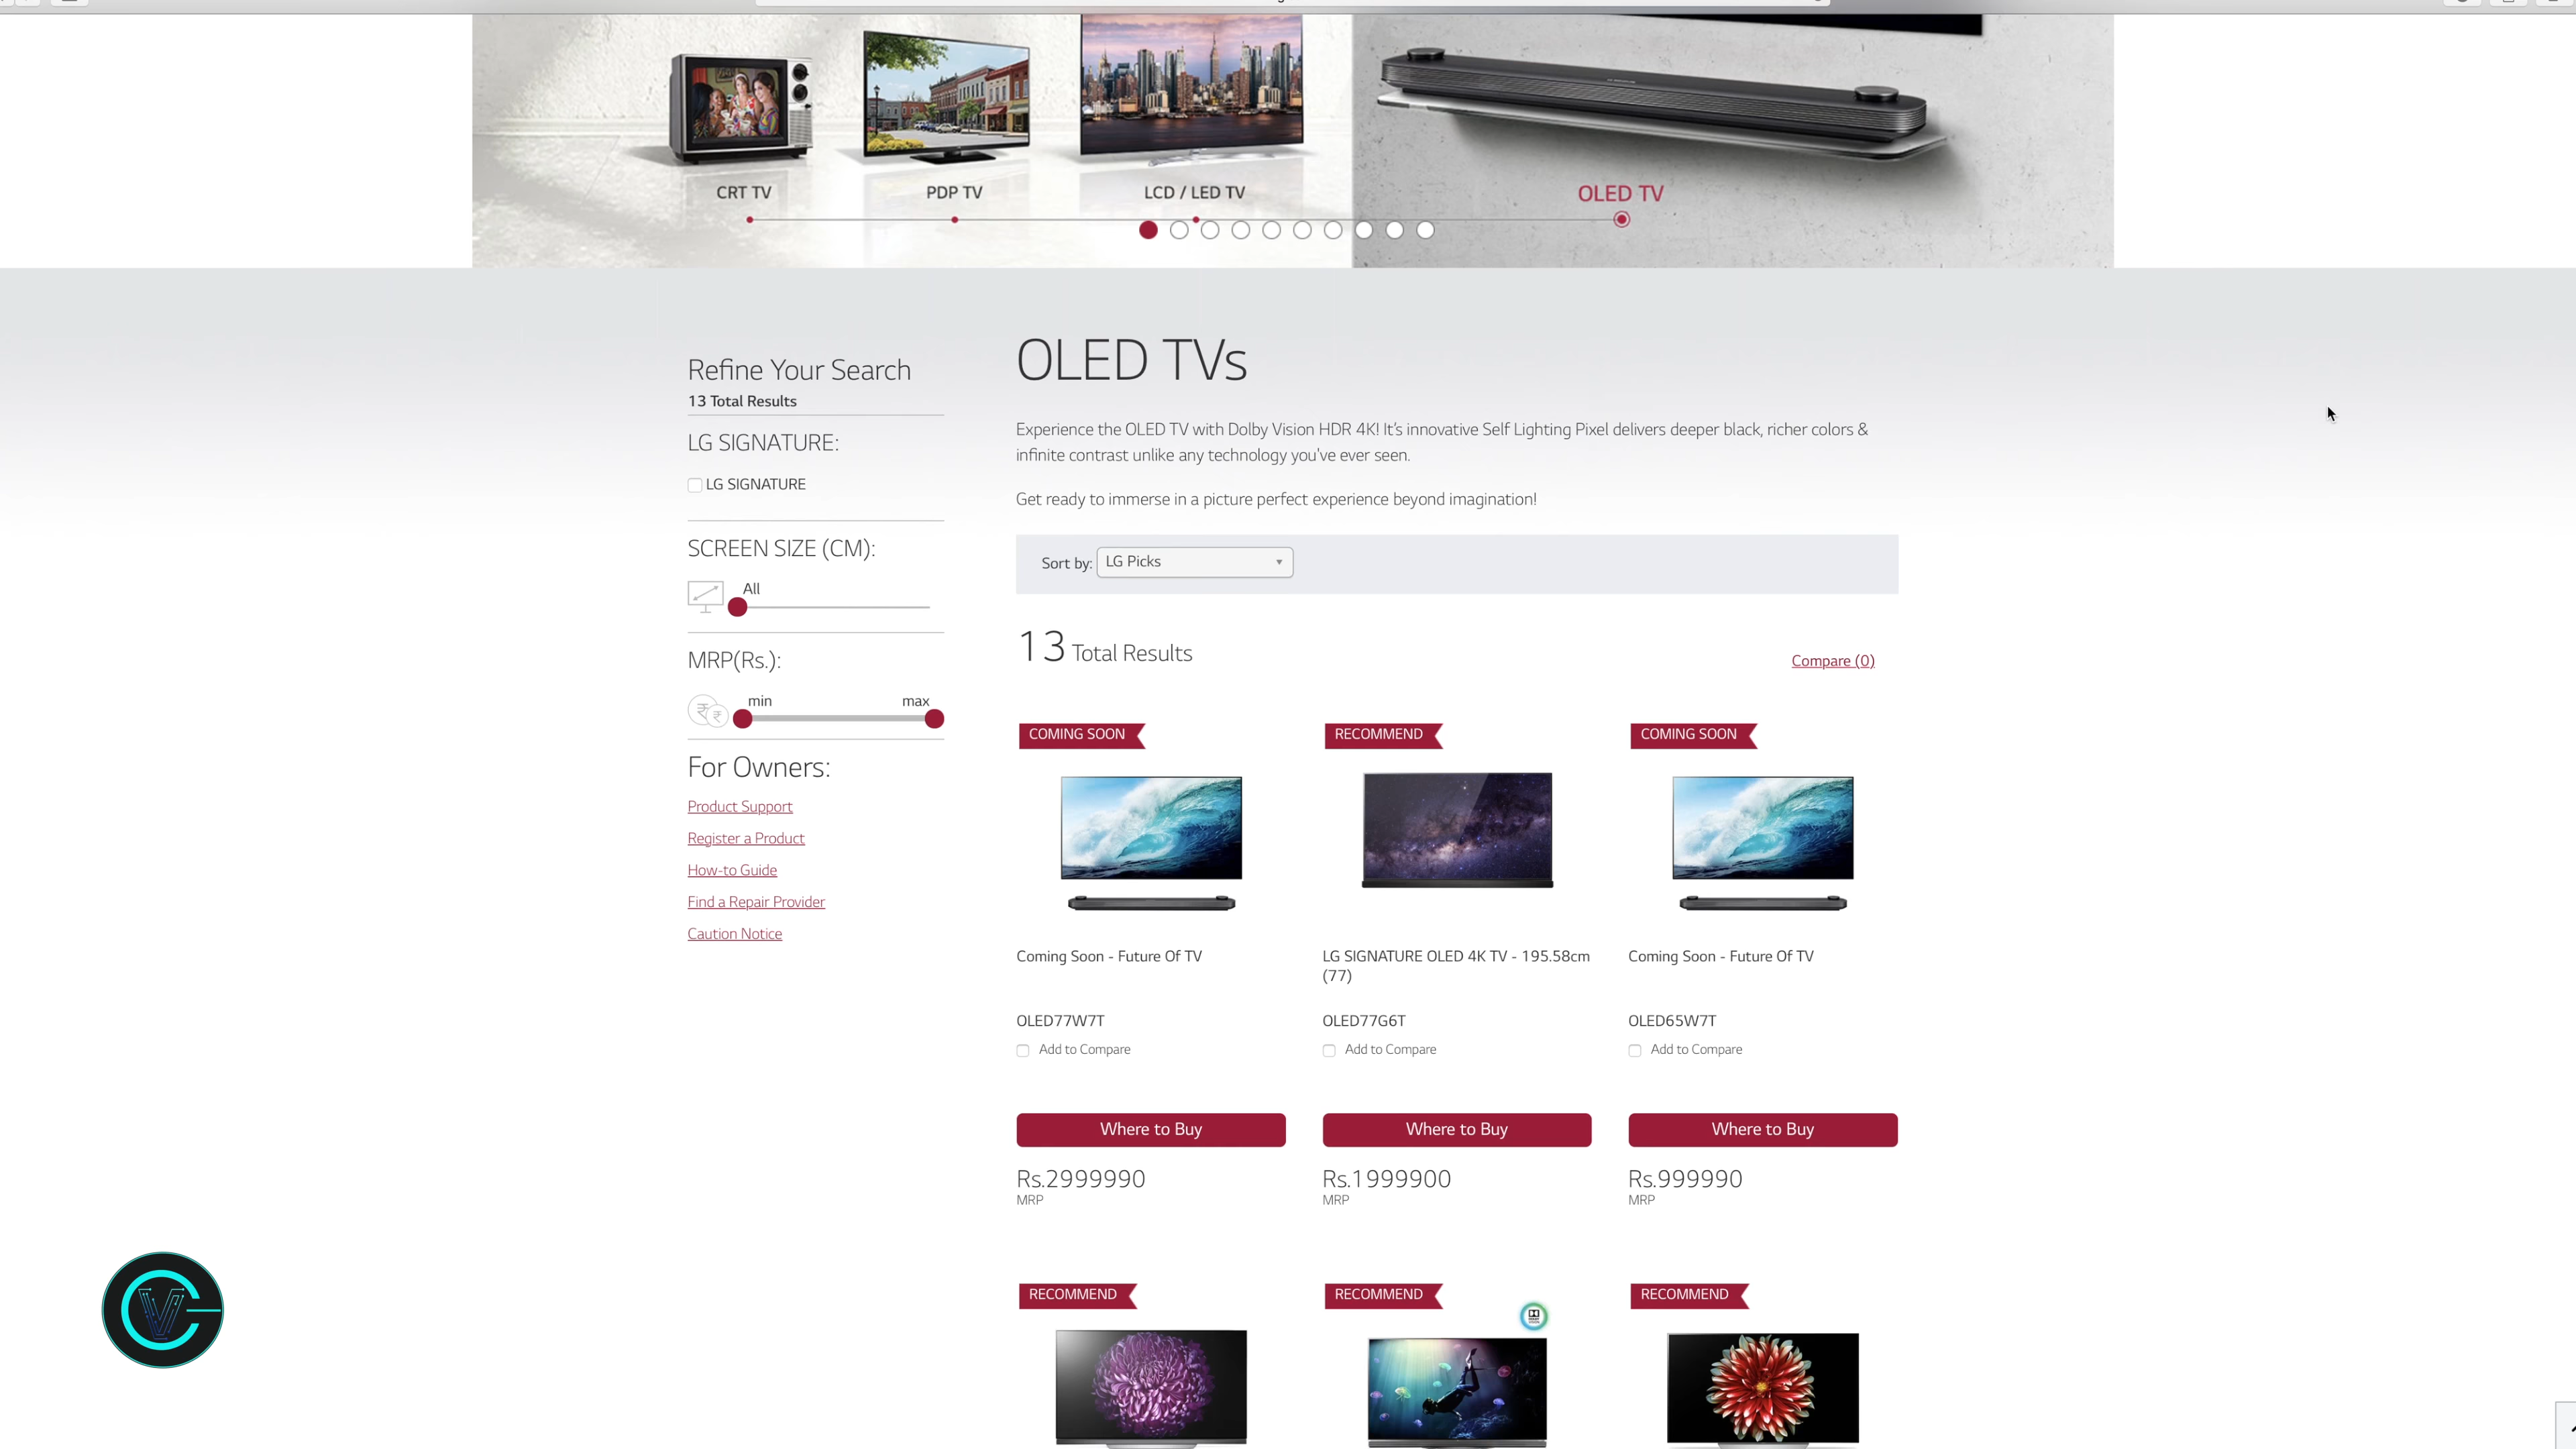 CRT TV
PDP TV
LCD / LED TV
OLED TV
Refine Your Search
13 Total Results
LG SIGNATURE:
LG SIGNATURE
SCREEN SIZE (CM):
All
MRP(Rs.):
min max
For Owners:
Product Support
Register a Product
How-to Guide
Find a Repair Provider
Caution Notice
OLED TVs
Experience the OLED TV with Dolby Vision HDR 4K! It's innovative Self Lighting Pixel delivers deeper black, richer colors &
infinite contrast unlike any technology you've ever seen.
Get ready to immerse in a picture perfect experience beyond imagination!
Sort by: LG Picks
13 Total Results
Compare (0)
COMING SOON
Coming Soon - Future Of TV
OLED77W7T
Add to Compare
Where to Buy
Rs.2999990
MRP
RECOMMEND
LG SIGNATURE OLED 4K TV - 195.58cm
(77)
OLED77G6T
Add to Compare
Where to Buy
Rs.1999900
MRP
COMING SOON
Coming Soon - Future Of TV
OLED65W7T
Add to Compare
Where to Buy
Rs.999990
MRP
RECOMMEND
RECOMMEND
RECOMMEND